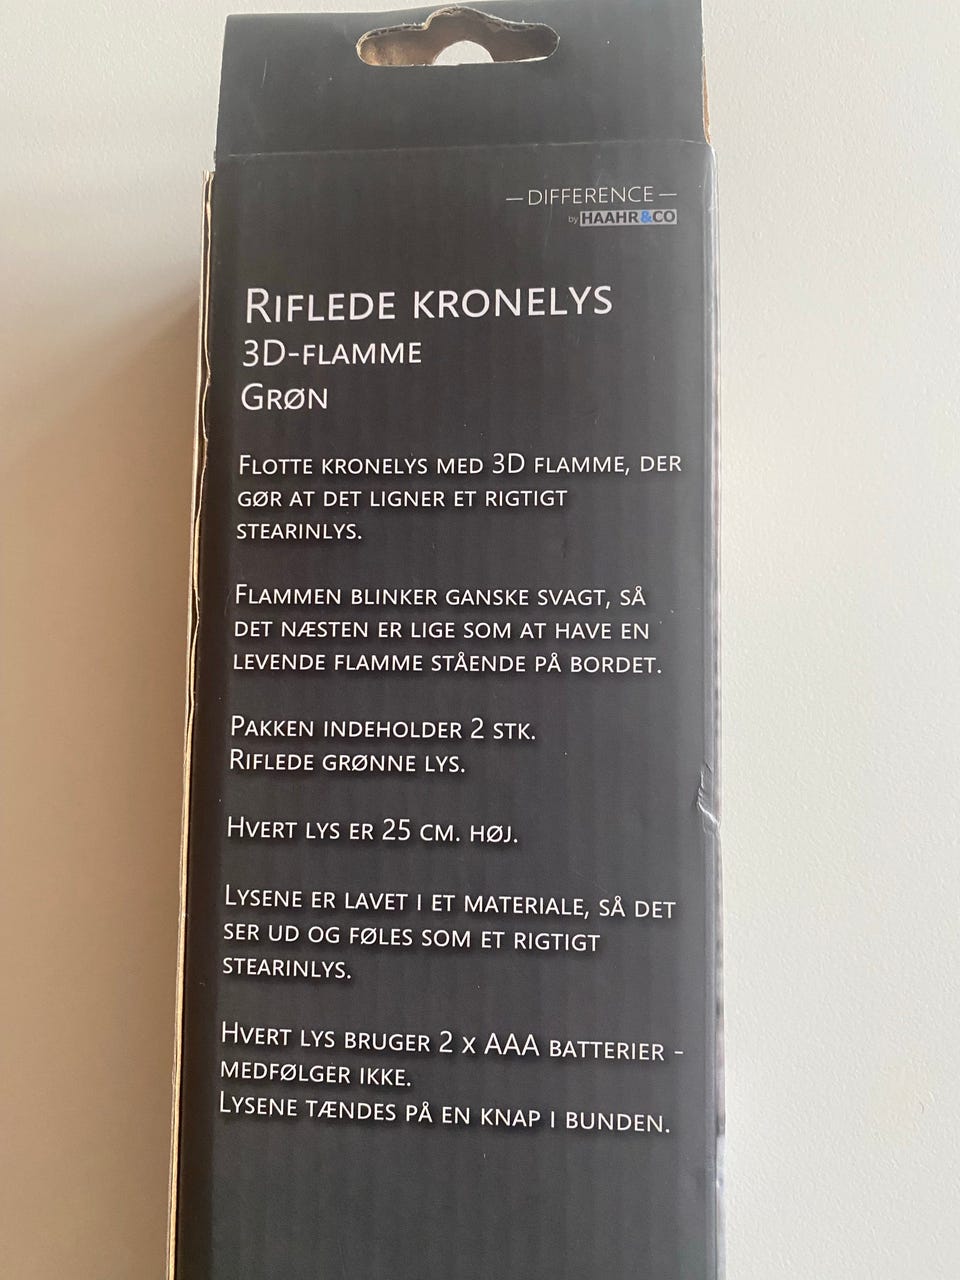 — DIFFERENCE —
by HAAHR&CO
RIFLEDE KRONELYS
3D-FLAMME
GRØN
FLOTTE KRONELYS MED 3D FLAMME, DER
GØR AT DET LIGNER ET RIGTIGT
STEARINLYS.
FLAMMEN BLINKER GANSKE SVAGT, SÅ
DET NÆSTEN ER LIGE SOM AT HAVE EN
LEVENDE FLAMME STÅENDE PÅ BORDET.
PAKKEN INDEHOLDER 2 STK.
RIFLEDE GRØNNE LYS.
HVERT LYS ER 25 CM. HØJ.
LYSENE ER LAVET I ET MATERIALE, SÅ DET
SER UD OG FØLES SOM ET RIGTIGT
STEARINLYS.
HVERT LYS BRUGER 2 X AAA BATTERIER -
MEDFØLGER IKKE.
LYSENE TÆNDES PÅ EN KNAP I BUNDEN.